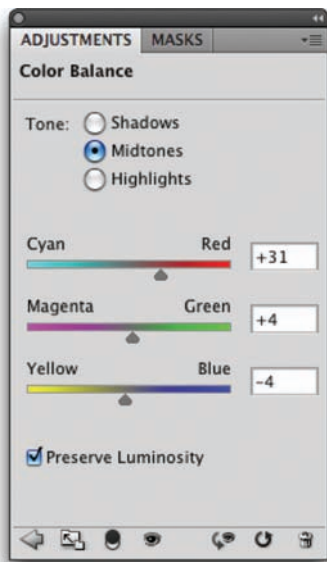 ADJUSTMENTS MASKS
Color Balance
Tone: Shadows
Midtones
Highlights
Cyan Red +31
Magenta Green +4
Yellow Blue -4
Preserve Luminosity